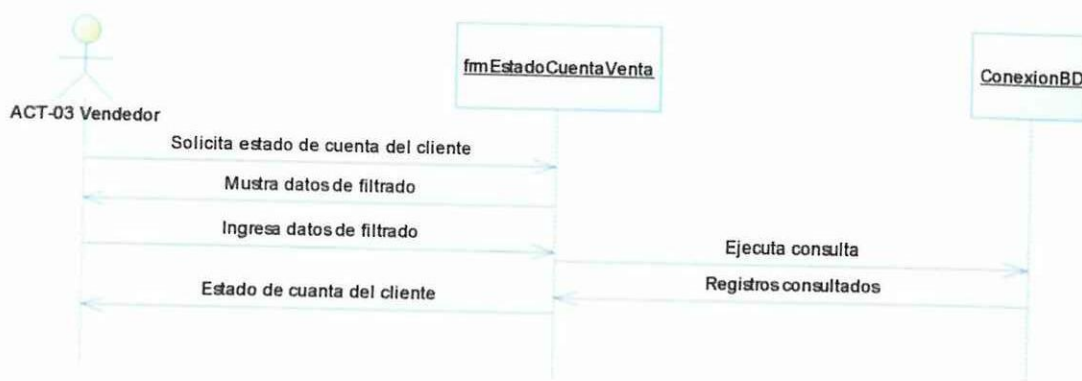 frmEstadoCuentaVenta
ConexionBD
ACT-03 Vendedor
Solicita estado de cuenta del cliente
Mustra datos de filtrado
Ingresa datos de filtrado
Ejecuta consulta
Registros consultados
Estado de cuanta del cliente